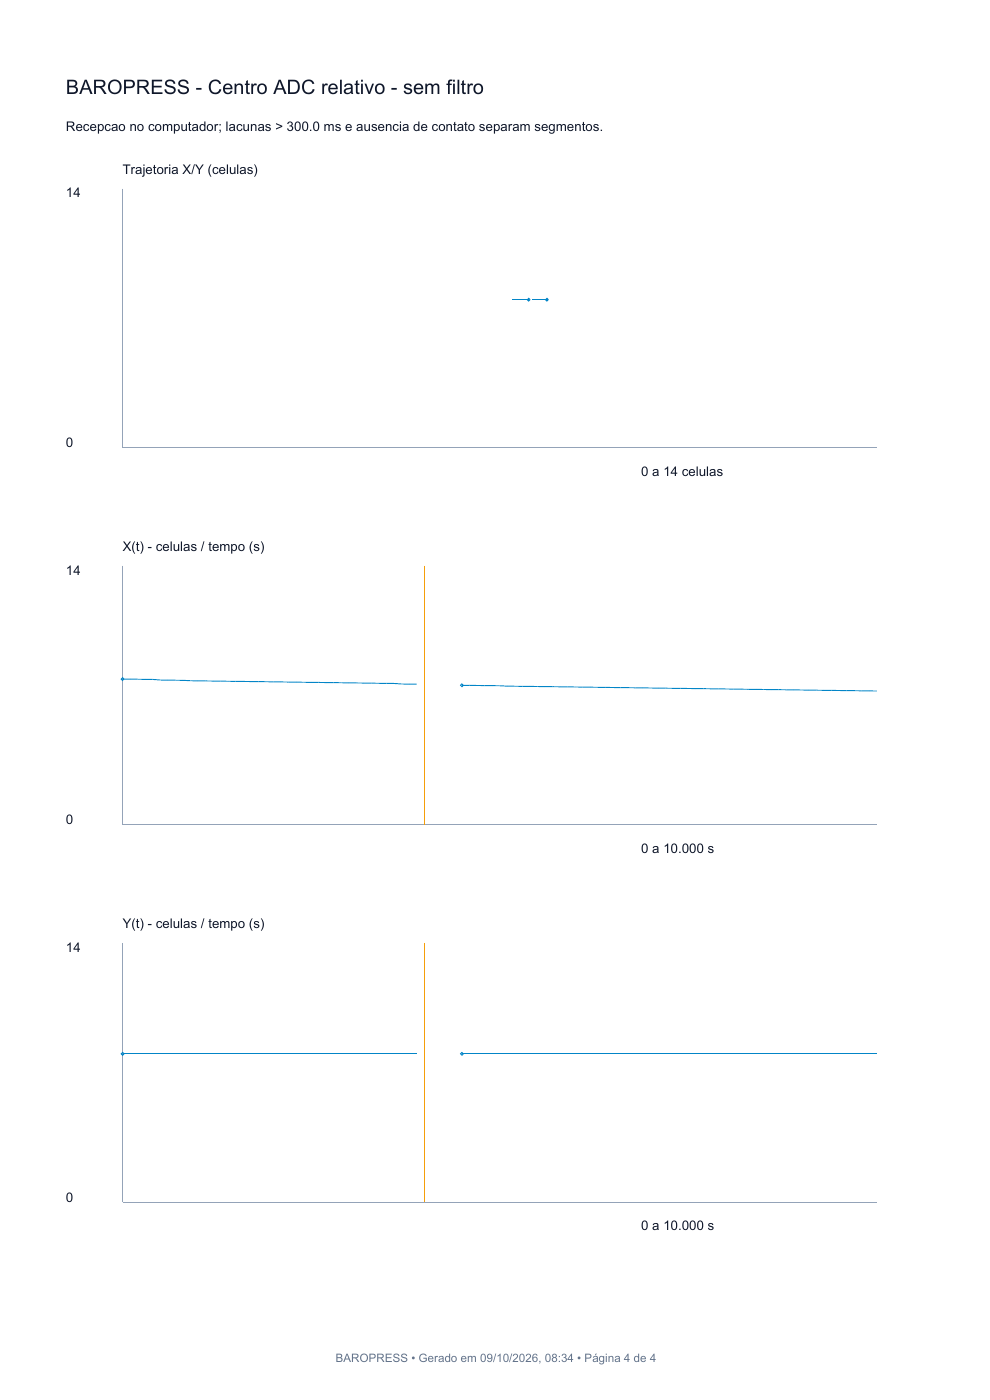 BAROPRESS - Centro ADC relativo - sem filtro
Recepcao no computador; lacunas > 300.0 ms e ausencia de contato separam segmentos.
Trajetoria X/Y (celulas)
14
0
0 a 14 celulas
X(t) - celulas / tempo (s)
14
0
0 a 10.000 s
Y(t) - celulas / tempo (s)
14
0
0 a 10.000 s
BAROPRESS • Gerado em 09/10/2026, 08:34 • Página 4 de 4